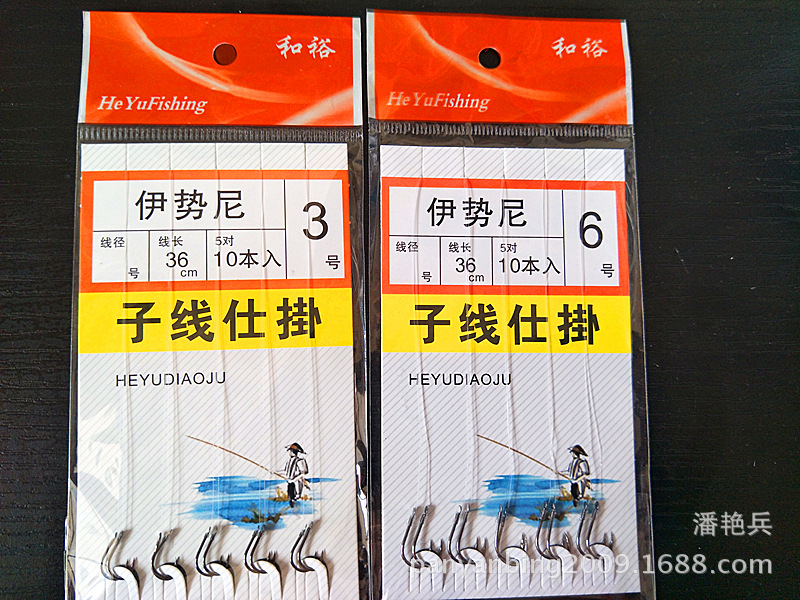 和裕
HeYuFishing
伊势尼
3
号
线径
号
线长
36
cm
5对
10本入
子线仕掛
HEYUDIAOJU
和裕
HeYuFishing
伊势尼
6
号
线径
号
线长
36
cm
5对
10本入
子线仕掛
HEYUDIAOJU
潘艳兵
panyanbing2009.1688.com